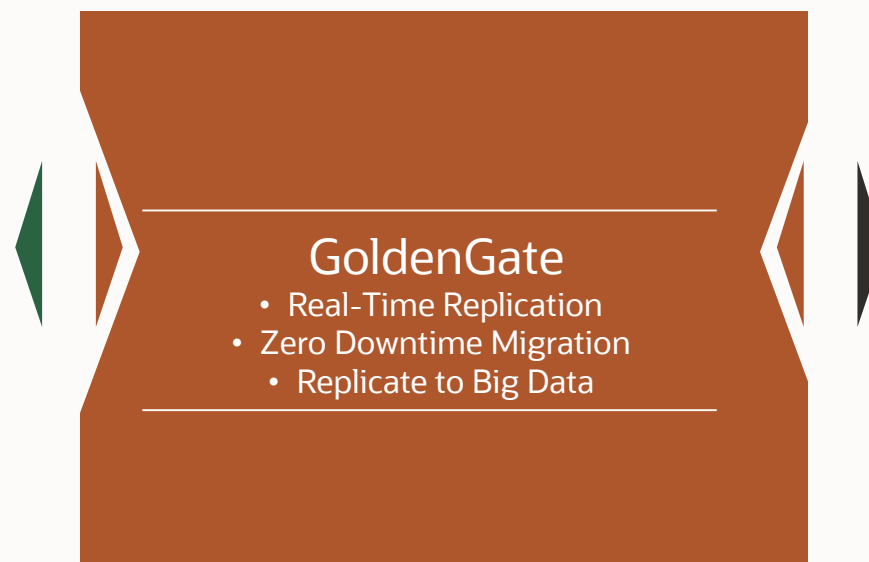 GoldenGate
• Real-Time Replication
• Zero Downtime Migration
• Replicate to Big Data